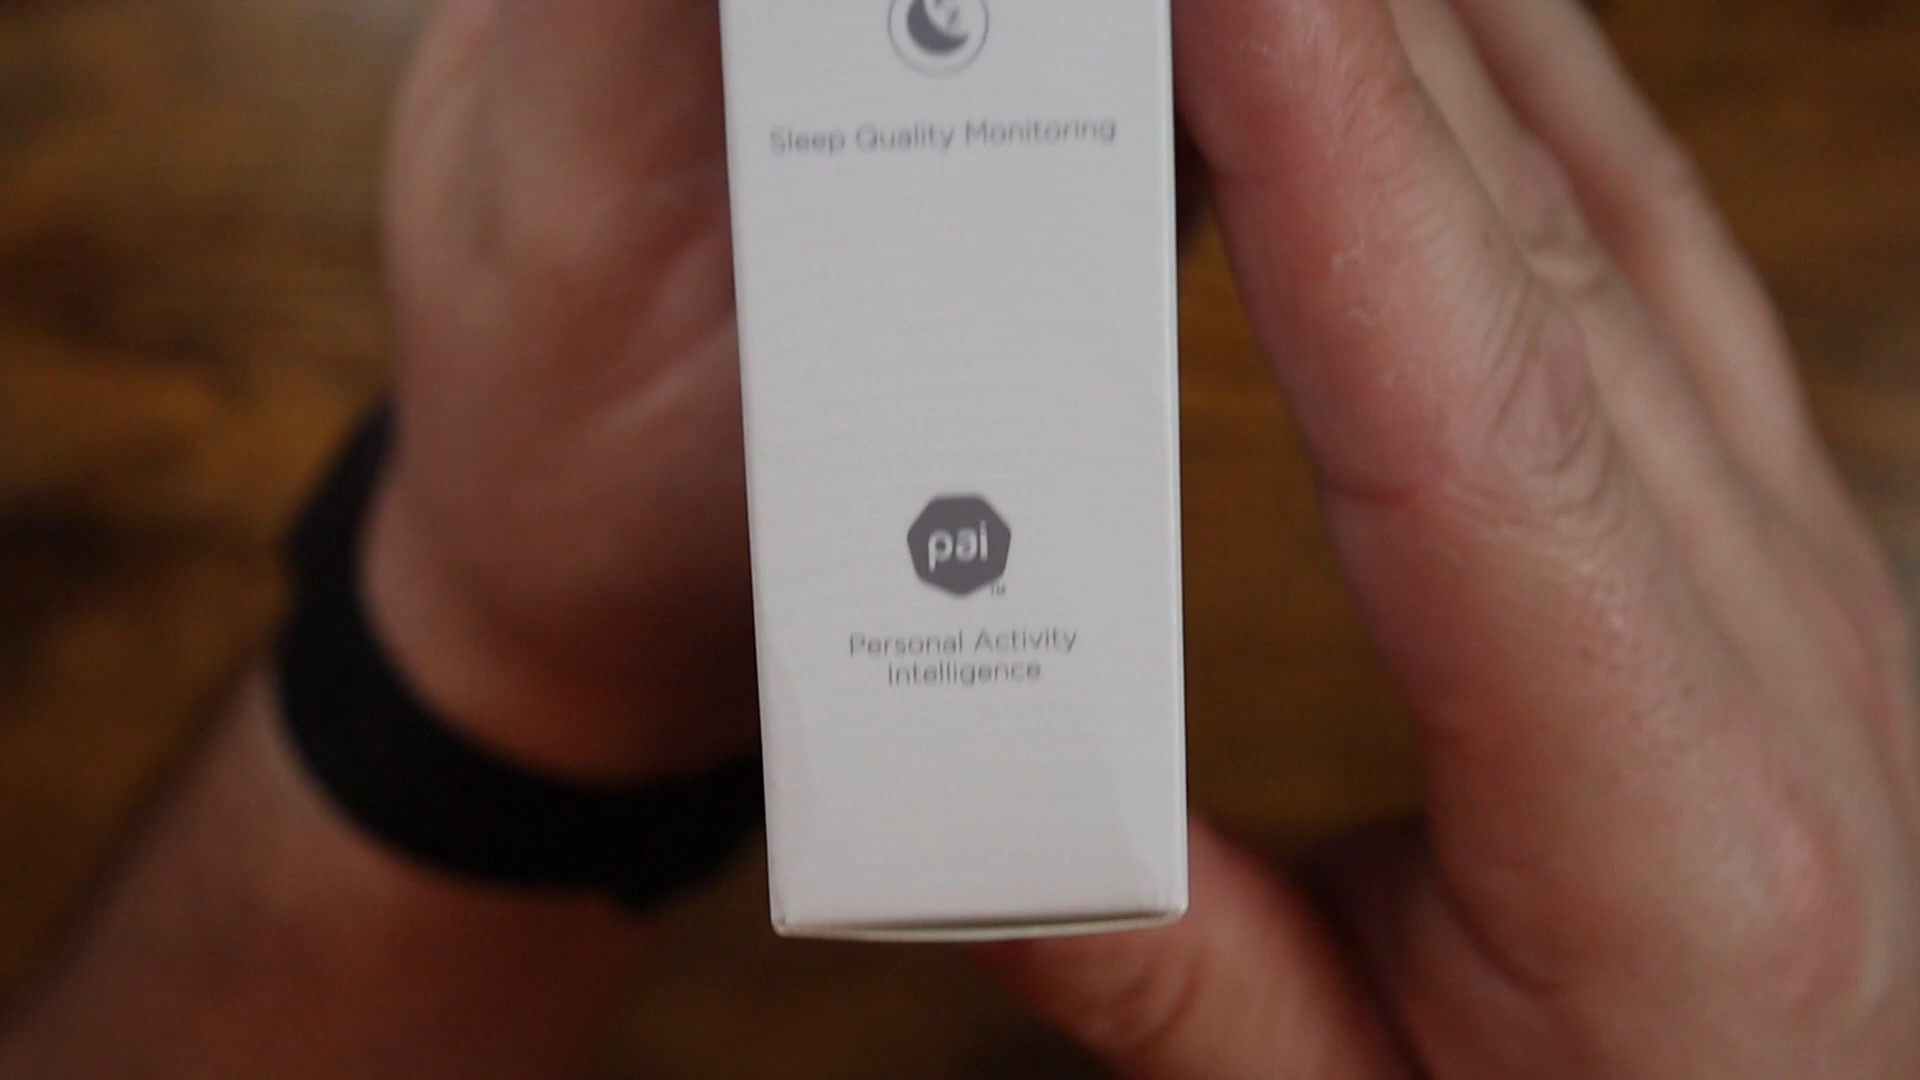 Sleep Quality Monitoring
pai
TM
Personal Activity
Intelligence